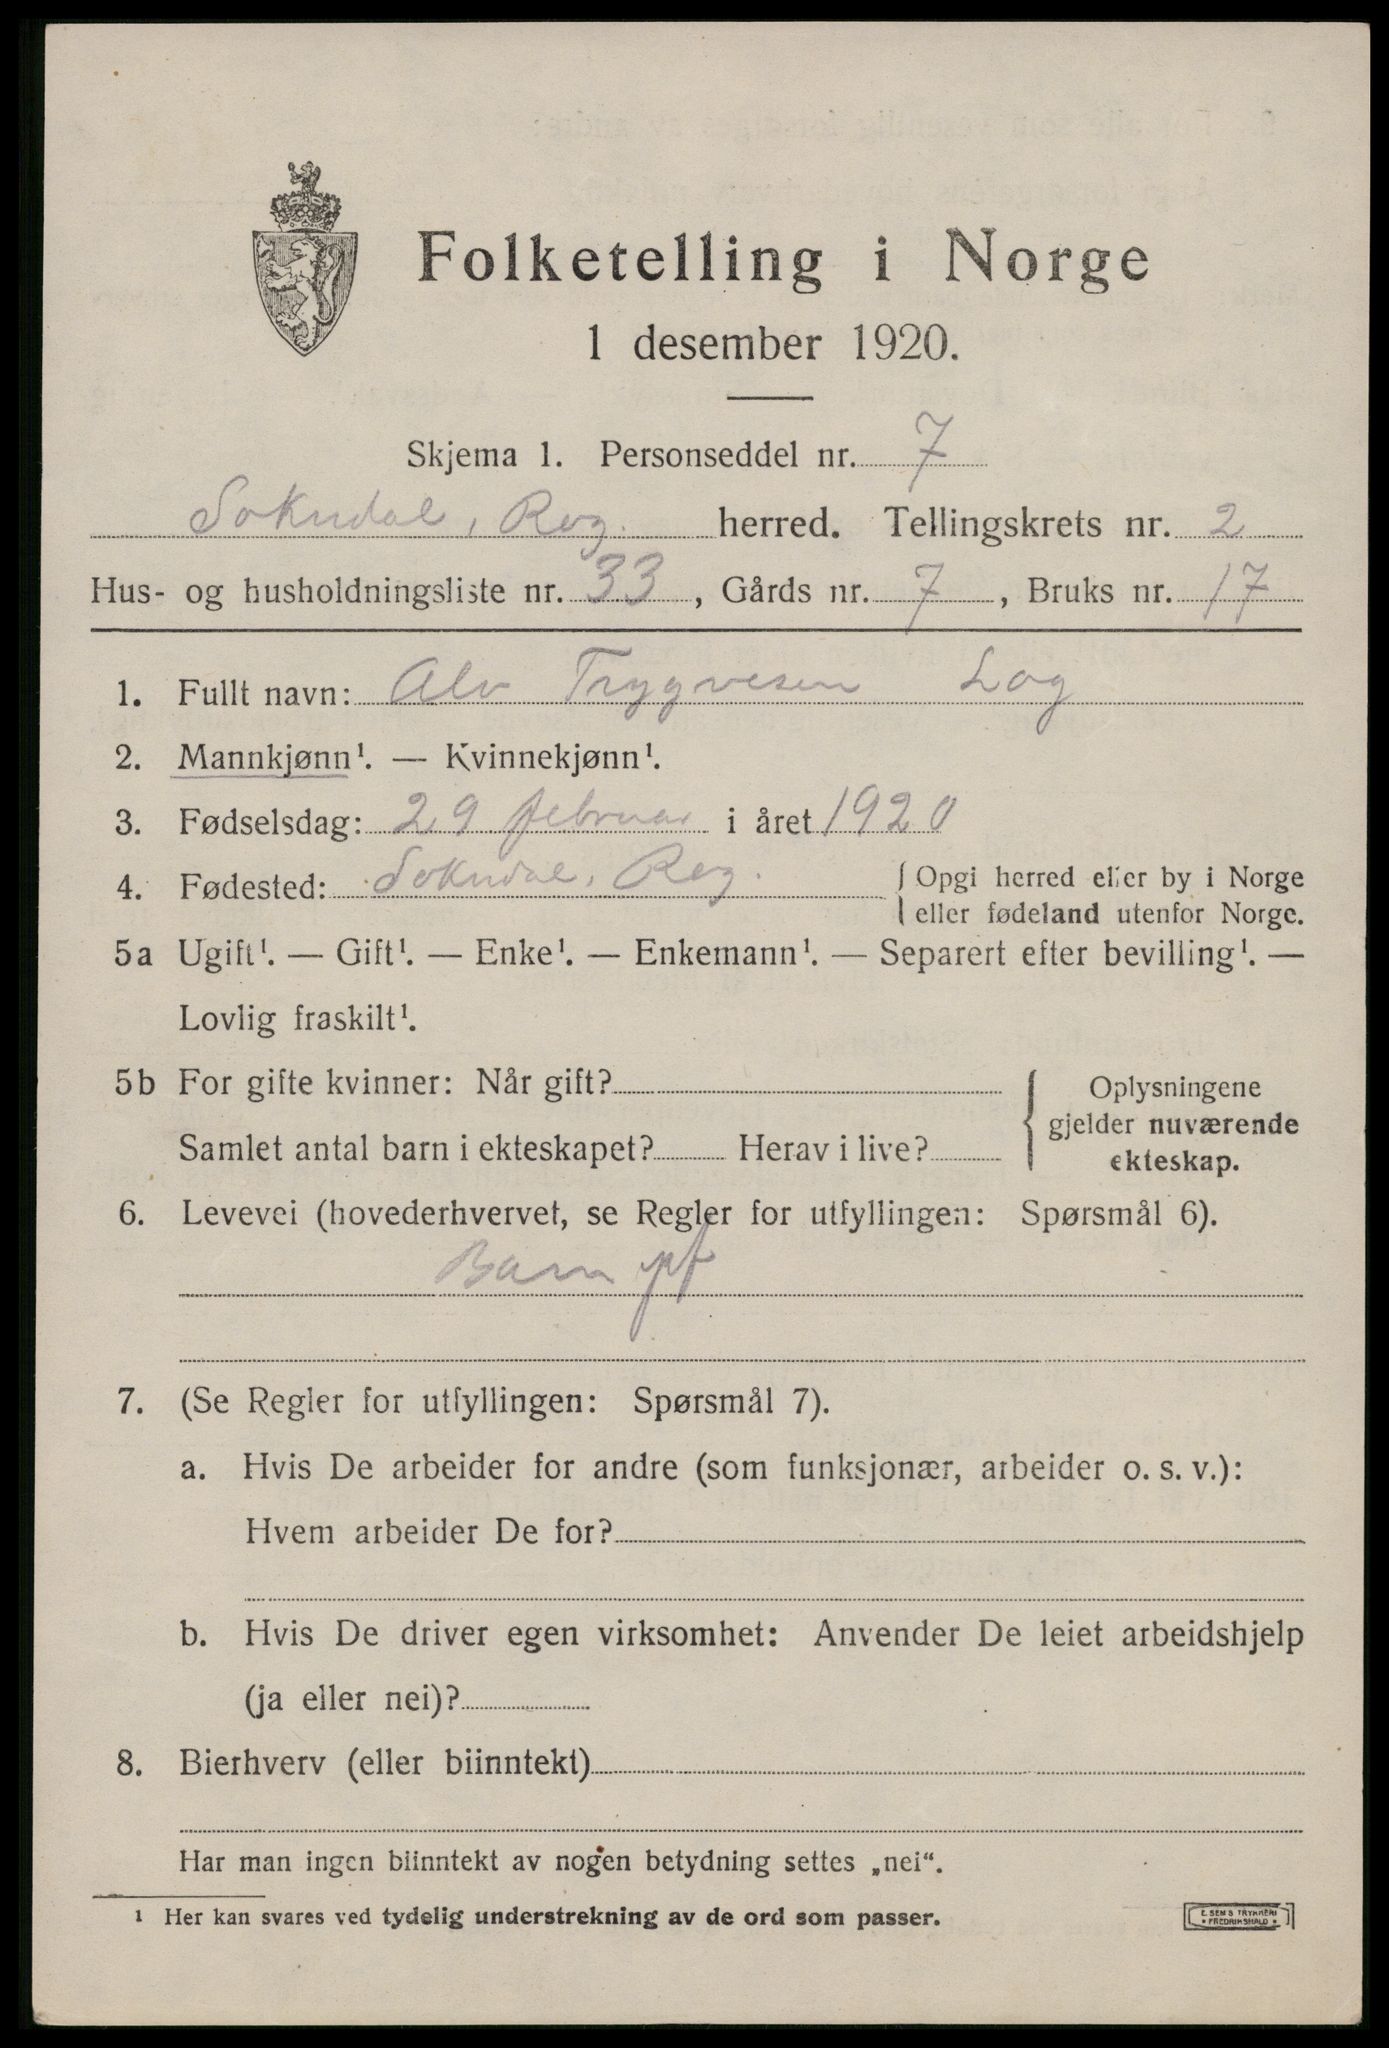 Folketelling i Norge
1 desember 1920.
Skjema 1. Personseddel nr. 7
Sokndal, Rog. herred. Tellingskrets nr. 2
Hus- og husholdningsliste nr. 33, Gårds nr. 7, Bruks nr. 17
1. Fullt navn: Alv Trygvesen Log
2. Mannkjønn¹. — Kvinnekjønn¹.
3. Fødselsdag: 29 februar i året 1920
4. Fødested: Sokndal, Rog. { Opgi herred eller by i Norge
eller fødeland utenfor Norge.
5a Ugift¹. — Gift¹. — Enke¹. — Enkemann¹. — Separert efter bevilling¹. —
Lovlig fraskilt¹.
5b For gifte kvinner: Når gift? { Oplysningene
gjelder nuværende
Samlet antal barn i ekteskapet? Herav i live?
ekteskap.
6. Levevei (hovederhvervet, se Regler for utfyllingen: Spørsmål 6).
Barn pf
7. (Se Regler for utfyllingen: Spørsmål 7).
a. Hvis De arbeider for andre (som funksjonær, arbeider o. s. v.):
Hvem arbeider De for?
b. Hvis De driver egen virksomhet: Anvender De leiet arbeidshjelp
(ja eller nei)?
8. Bierhverv (eller biinntekt)
Har man ingen biinntekt av nogen betydning settes „nei“.
¹ Her kan svares ved tydelig understrekning av de ord som passer.
E. SEM'S TRYKKERI
• FREDRIKSHALD •